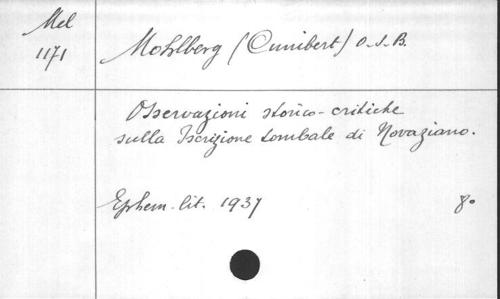 Mel
1171
Mohlberg (Cunibert) O.S.B.
Osservazioni storico-critiche
sulla Iscrizione tombale di Novaziano.
Ephem. lit. 1937 8°